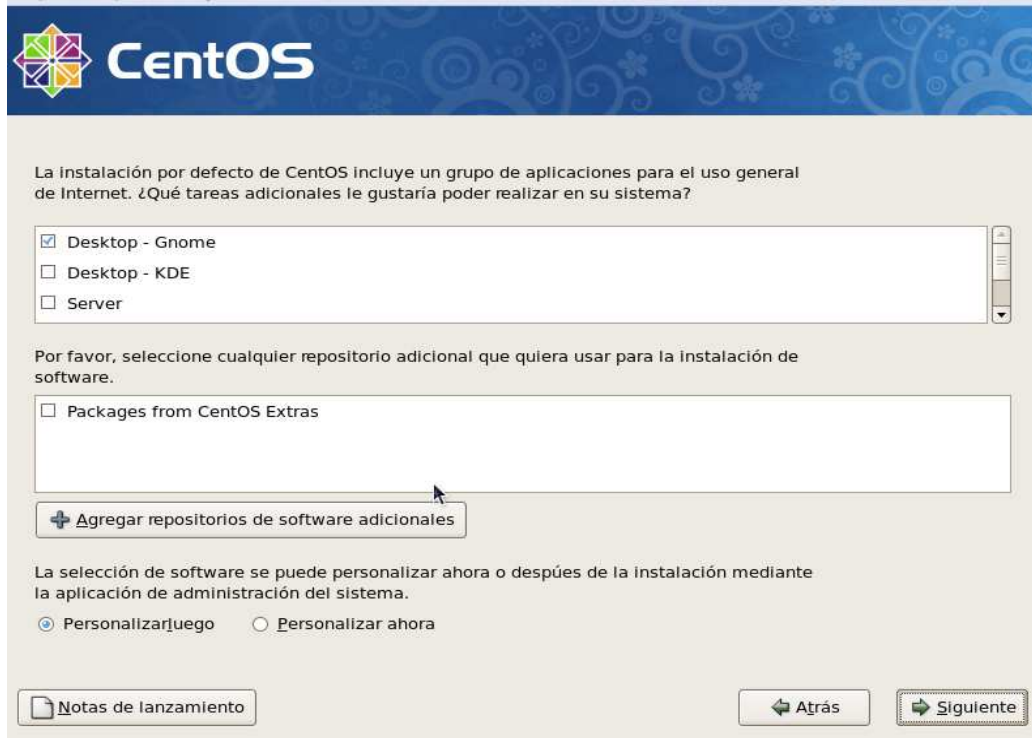 CentOS
La instalación por defecto de CentOS incluye un grupo de aplicaciones para el uso general
de Internet. ¿Qué tareas adicionales le gustaría poder realizar en su sistema?
Desktop - Gnome
Desktop - KDE
Server
Por favor, seleccione cualquier repositorio adicional que quiera usar para la instalación de
software.
Packages from CentOS Extras
Agregar repositorios de software adicionales
La selección de software se puede personalizar ahora o despúes de la instalación mediante
la aplicación de administración del sistema.
Personalizarluego Personalizar ahora
Notas de lanzamiento Atrás Siguiente